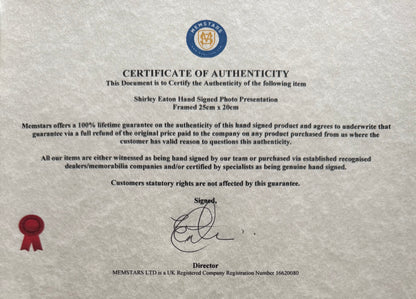 MEMSTARS
CERTIFICATE OF AUTHENTICITY
This Document is to Certify the Authenticity of the following item
Shirley Eaton Hand Signed Photo Presentation
Framed 25cm x 20cm
Memstars offers a 100% lifetime guarantee on the authenticity of this hand signed product and agrees to underwrite that
guarantee via a full refund of the original price paid to the company on any product purchased from us where the
customer has valid reason to questions this authenticity.
All our items are either witnessed as being hand signed by our team or purchased via established recognised
dealers/memorabilia companies and/or certified by specialists as being genuine hand signed.
Customers statutory rights are not affected by this guarantee.
Signed,
Director
MEMSTARS LTD is a UK Registered Company Registration Number 16620080